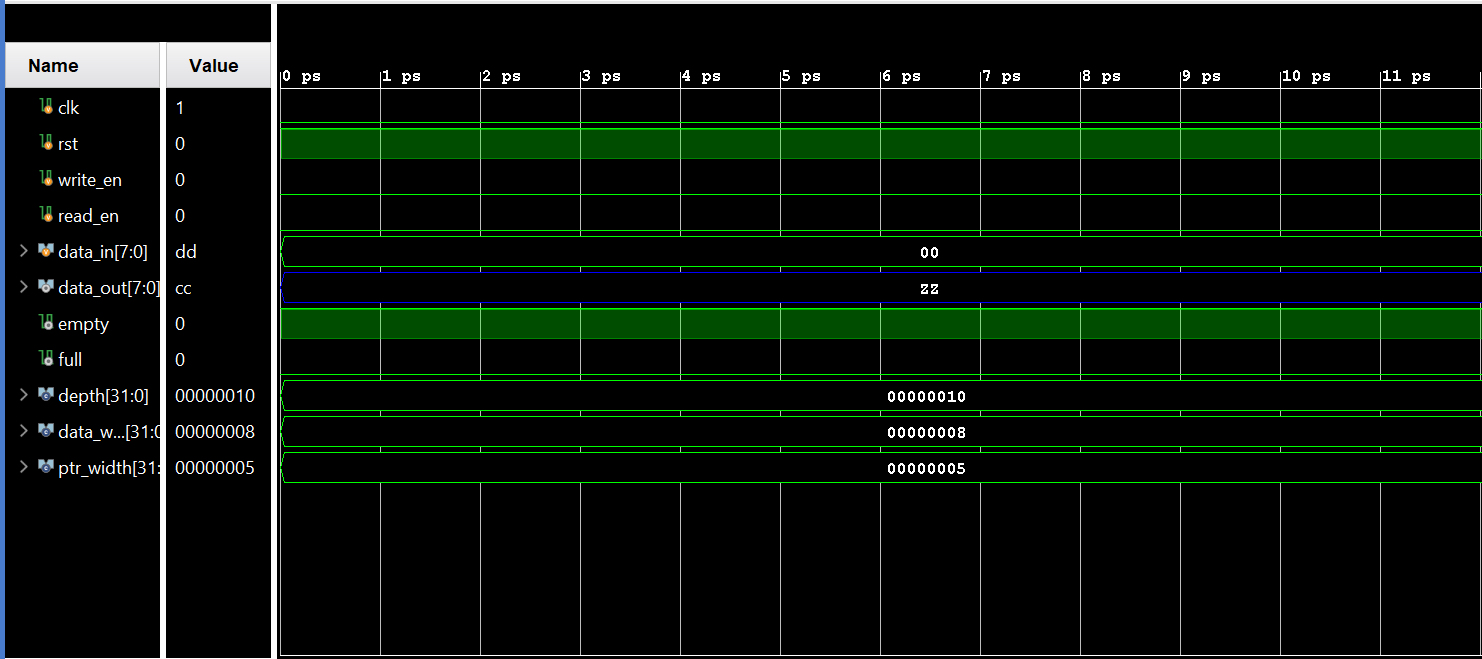 Name Value
0 ps 1 ps 2 ps 3 ps 4 ps 5 ps 6 ps 7 ps 8 ps 9 ps 10 ps 11 ps
clk 1
rst 0
write_en 0
read_en 0
data_in[7:0] dd 00
data_out[7:0] cc zz
empty 0
full 0
depth[31:0] 00000010 00000010
data_w...[31:0 00000008 00000008
ptr_width[31: 00000005 00000005